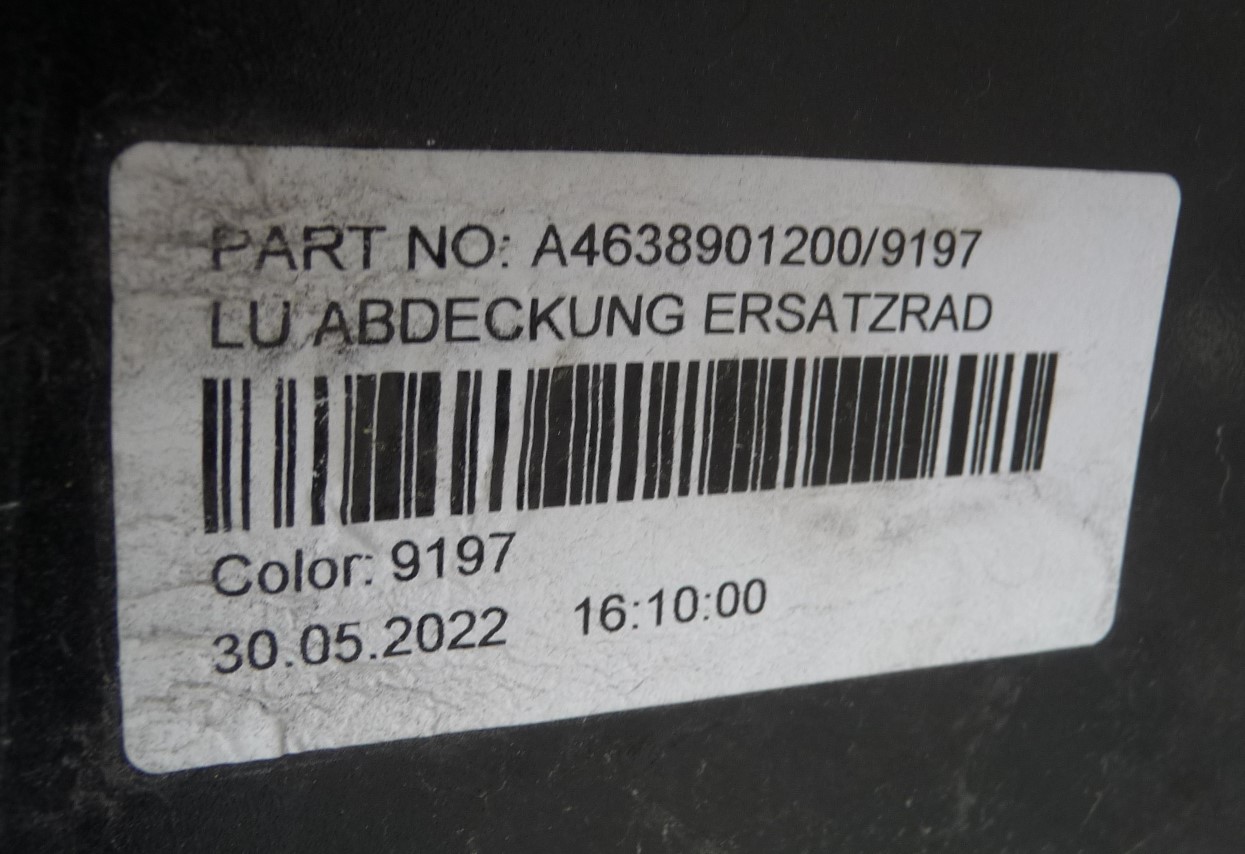 PART NO: A4638901200/9197
LU ABDECKUNG ERSATZRAD
Color: 9197
30.05.2022 16:10:00